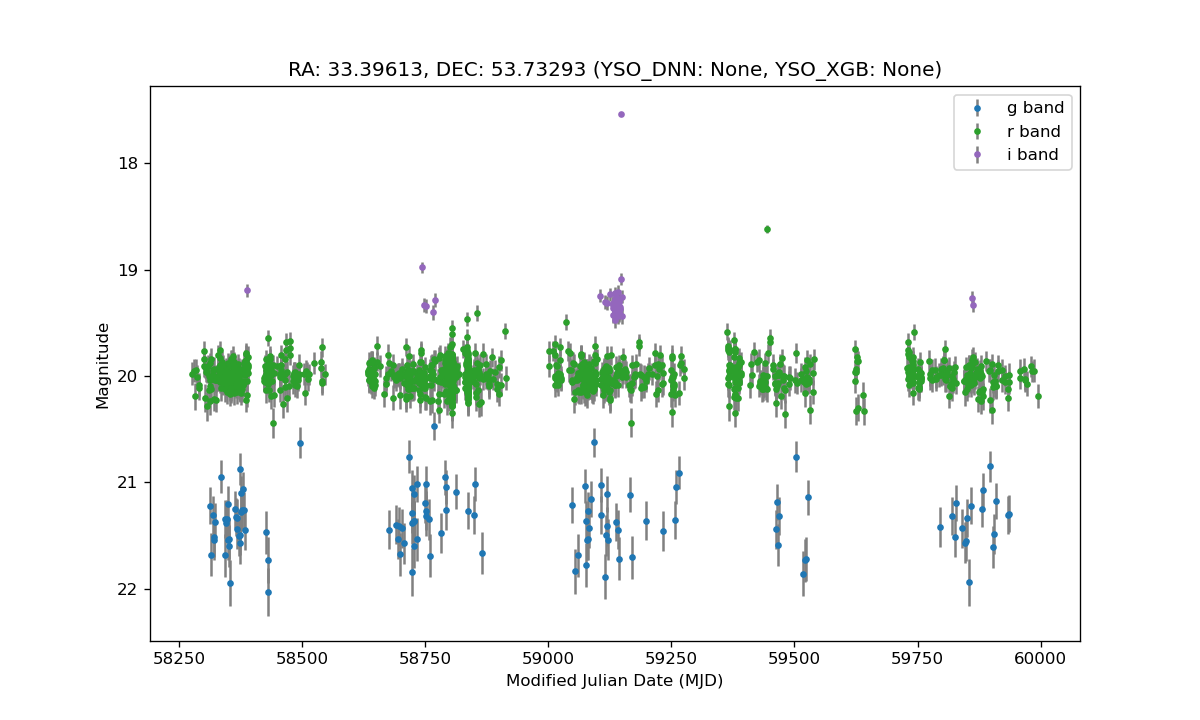 RA: 33.39613, DEC: 53.73293 (YSO_DNN: None, YSO_XGB: None)
g band
r band
i band
18
19
20
21
22
Magnitude
58250 58500 58750 59000 59250 59500 59750 60000
Modified Julian Date (MJD)